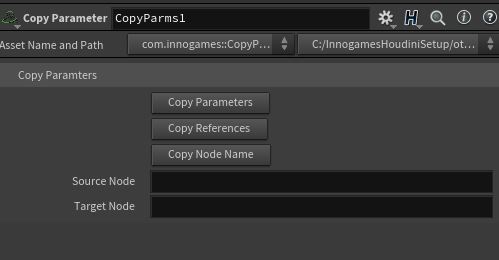 Copy Parameter CopyParms1
Asset Name and Path com.innogames::CopyP... C:/InnogamesHoudiniSetup/ot...
Copy Paramters
Copy Parameters
Copy References
Copy Node Name
Source Node
Target Node